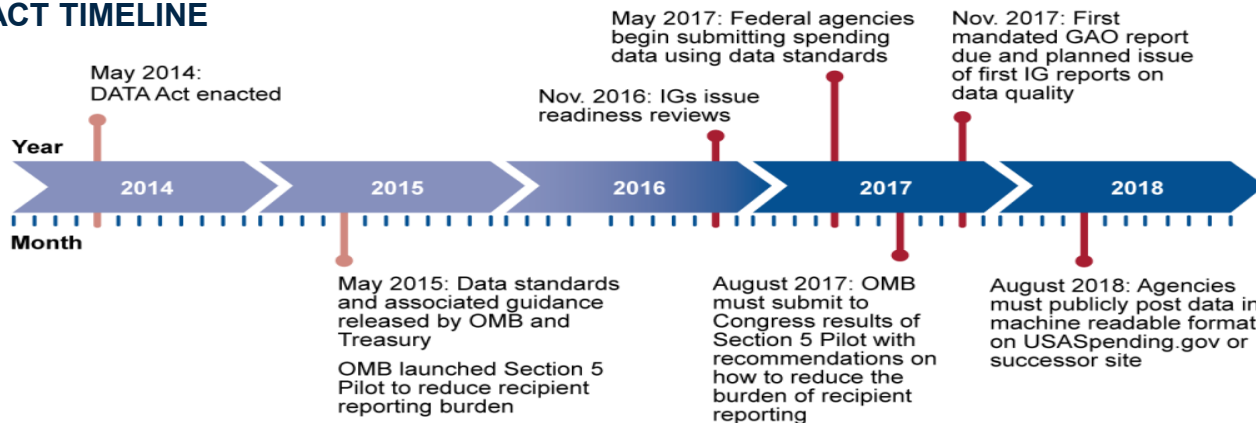 ACT TIMELINE
May 2014:
DATA Act enacted
Nov. 2016: IGs issue
readiness reviews
May 2017: Federal agencies
begin submitting spending
data using data standards
Nov. 2017: First
mandated GAO report
due and planned issue
of first IG reports on
data quality
Year
2014
2015
2016
2017
2018
Month
May 2015: Data standards
and associated guidance
released by OMB and
Treasury
OMB launched Section 5
Pilot to reduce recipient
reporting burden
August 2017: OMB
must submit to
Congress results of
Section 5 Pilot with
recommendations on
how to reduce the
burden of recipient
reporting
August 2018: Agencies
must publicly post data in
machine readable format
on USASpending.gov or
successor site